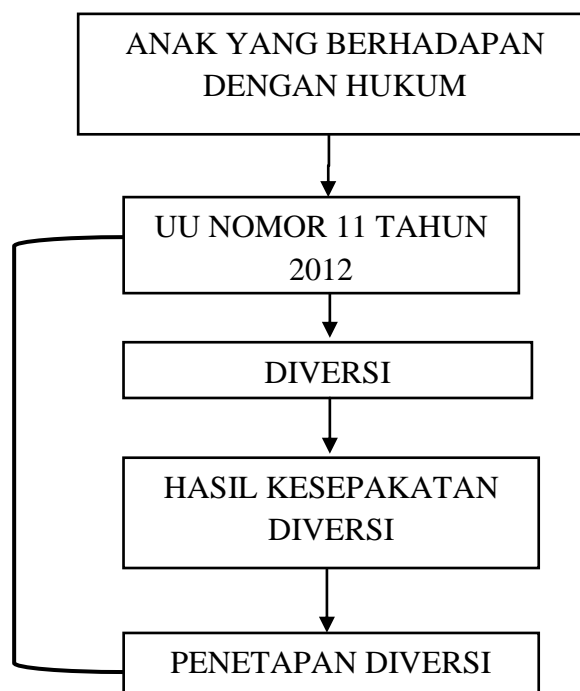 ANAK YANG BERHADAPAN
DENGAN HUKUM
UU NOMOR 11 TAHUN
2012
DIVERSI
HASIL KESEPAKATAN
DIVERSI
PENETAPAN DIVERSI